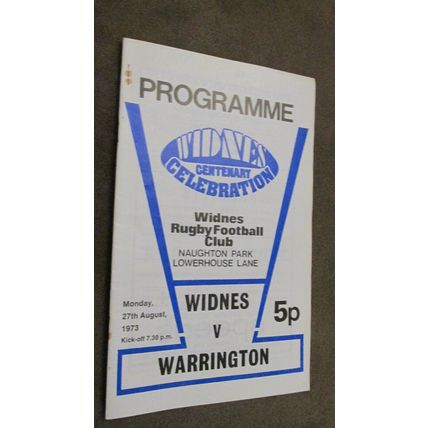 PROGRAMME
WIDNES
CENTENARY
CELEBRATION
Widnes
Rugby Football
Club
NAUGHTON PARK
LOWERHOUSE LANE
Monday,
27th August,
1973
Kick-off 7.30 p.m.
WIDNES
v
WARRINGTON
5p